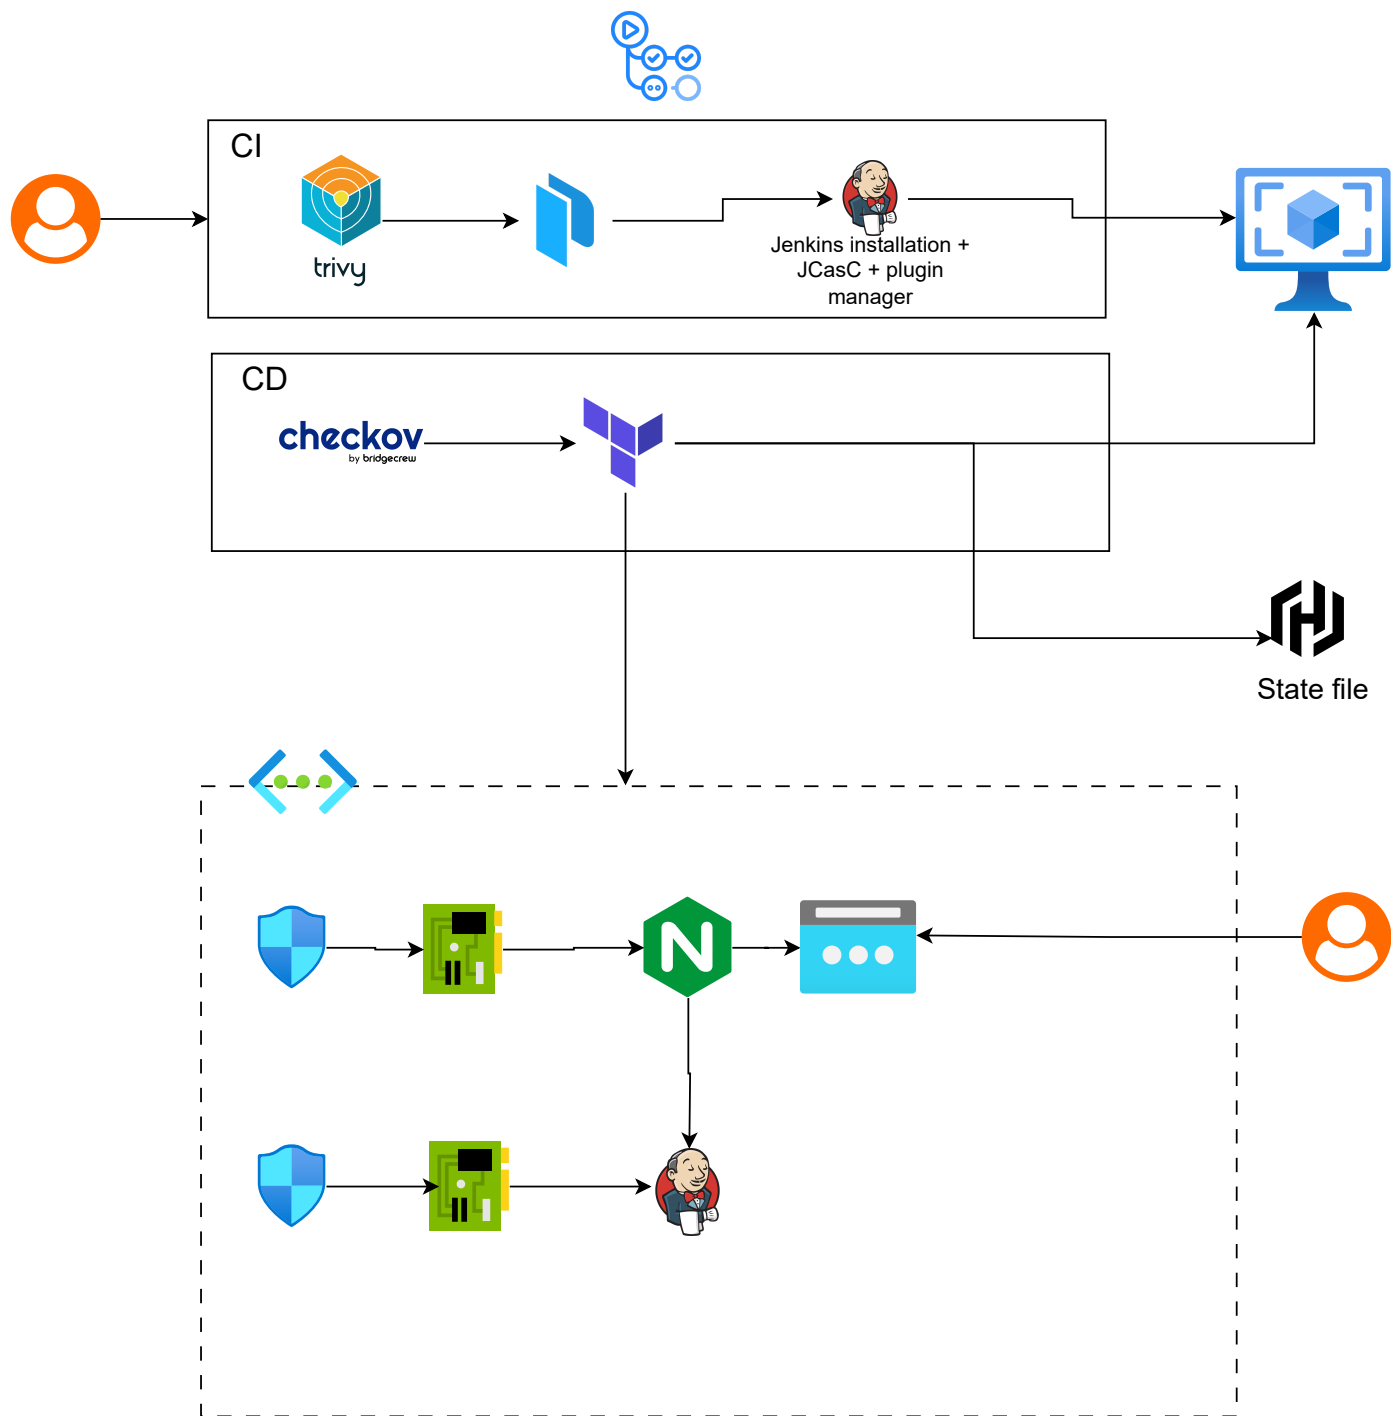 CI
trivy
Jenkins installation +
JCasC + plugin
manager
CD
checkov
by bridgecrew
State file
N